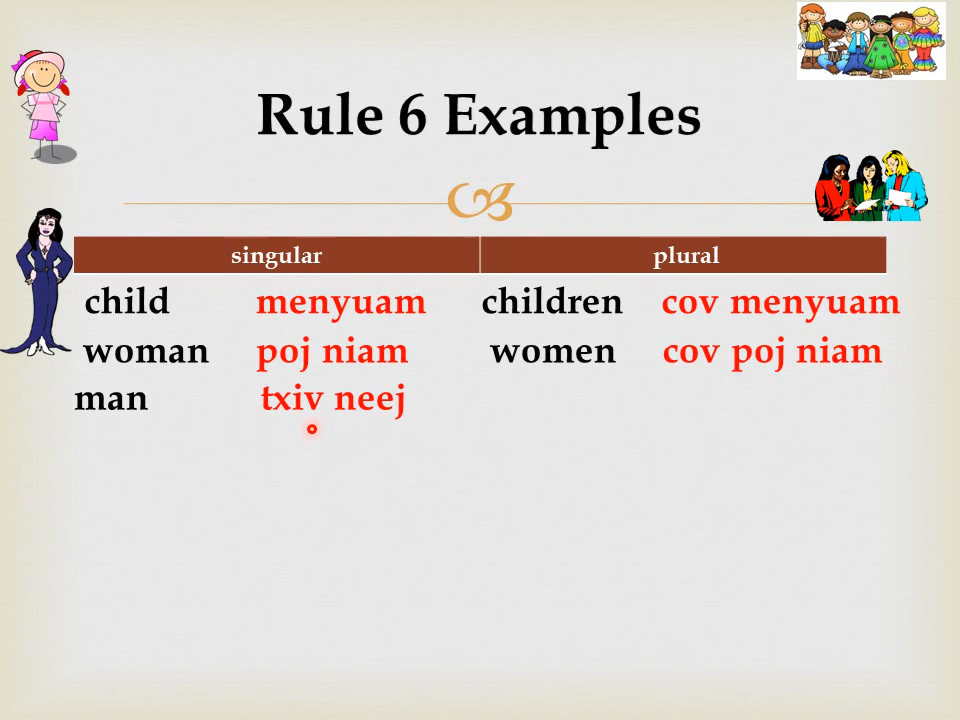 Rule 6 Examples
singular plural
child menyuam children cov menyuam
woman poj niam women cov poj niam
man txiv neej